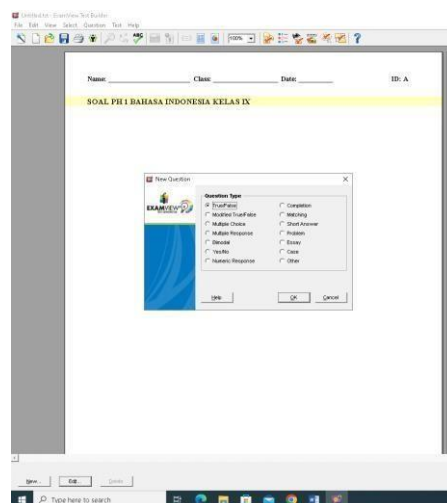 Untitled.tst - ExamView Test Builder
File Edit View Select Question Test Help
100%
Name: Class: Date: ID: A
SOAL PH 1 BAHASA INDONESIA KELAS IX
New Question
EXAMVIEW
Question Type
True/False
Modified True/False
Multiple Choice
Multiple Response
Bimodal
Yes/No
Numeric Response
Completion
Matching
Short Answer
Problem
Essay
Case
Other
Help OK Cancel
New... Edit... Delete
Type here to search